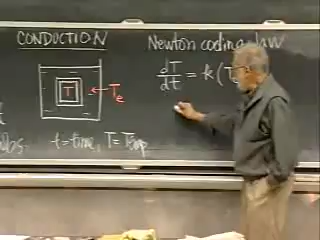 CONDUCTION
Newton cooling law
dT/dt = k(T
T
Te
t=time, T=Temp